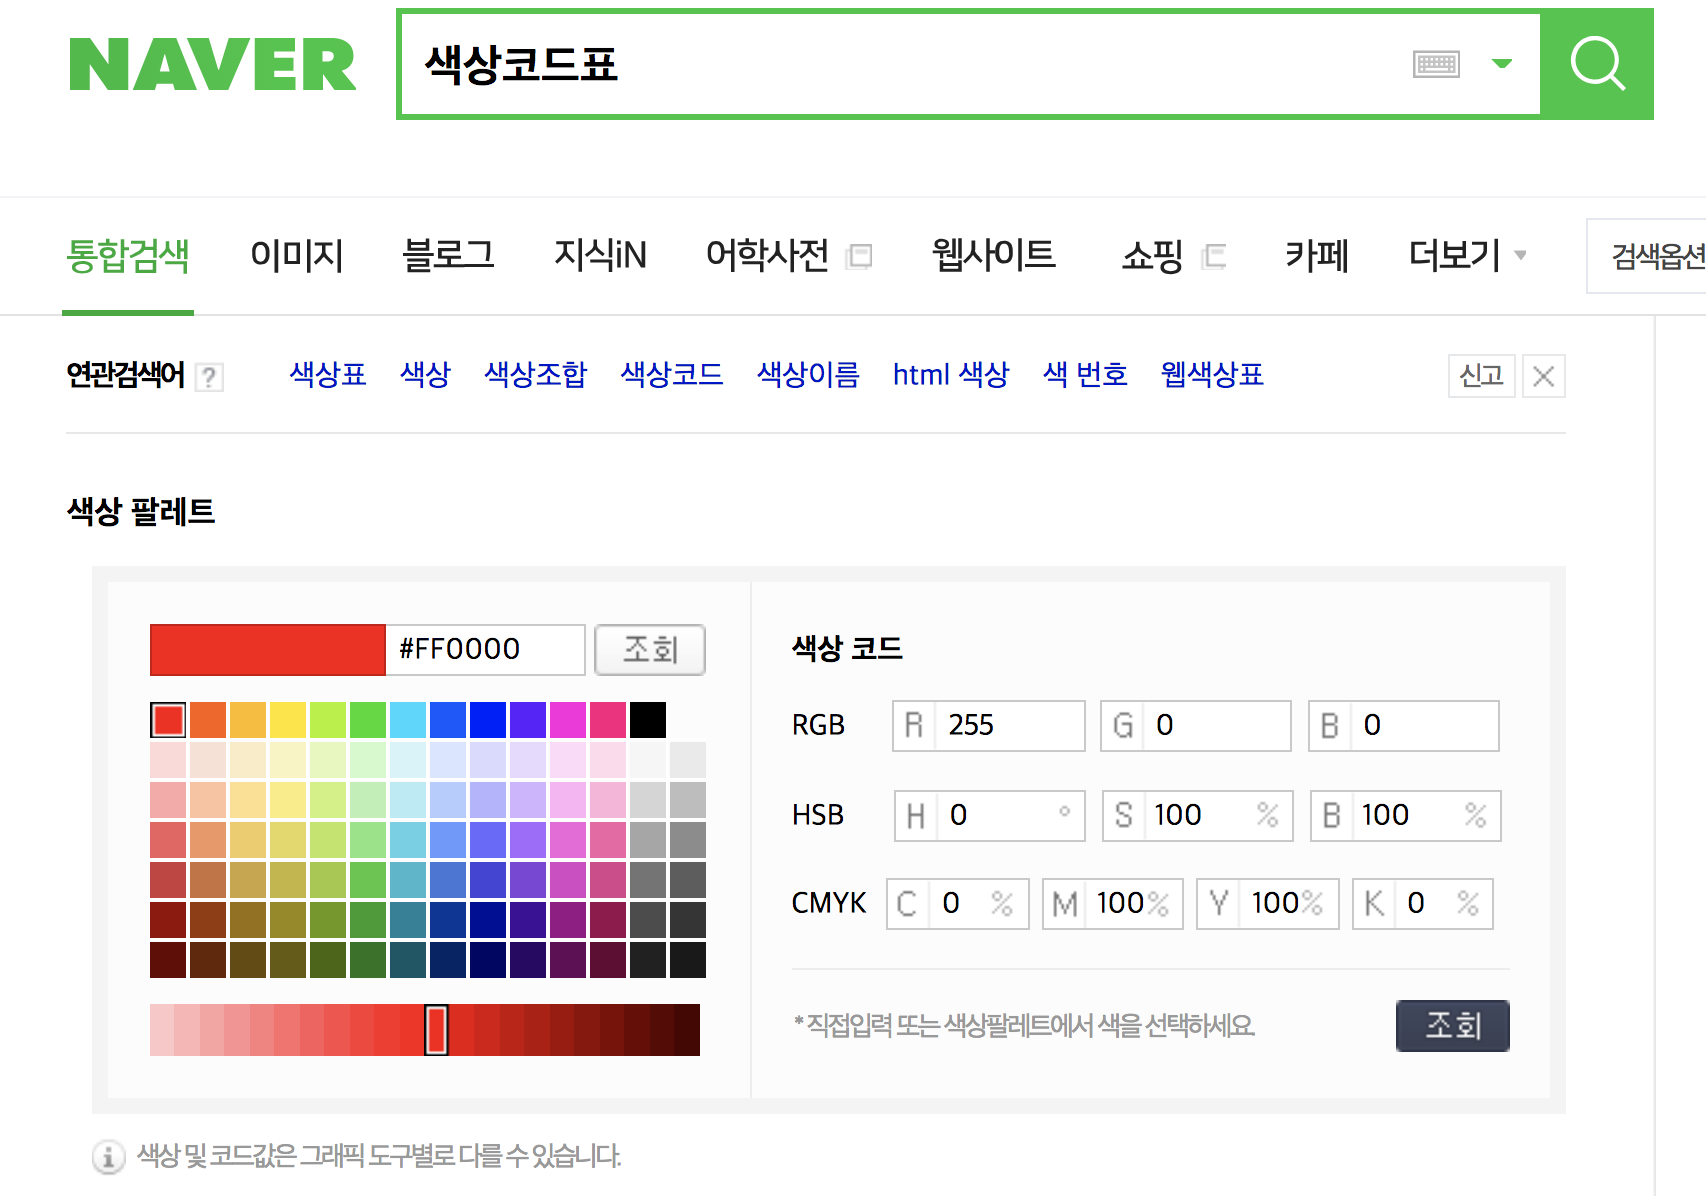 NAVER 색상코드표
통합검색 이미지 블로그 지식iN 어학사전 웹사이트 쇼핑 카페 더보기 검색옵션
연관검색어 ? 색상표 색상 색상조합 색상코드 색상이름 html 색상 색 번호 웹색상표 신고
색상 팔레트
#FF0000 조회
색상 코드
RGB R 255 G 0 B 0
HSB H 0 ° S 100 % B 100 %
CMYK C 0 % M 100% Y 100% K 0 %
*직접입력 또는 색상팔레트에서 색을 선택하세요. 조회
색상 및 코드값은 그래픽 도구별로 다를 수 있습니다.